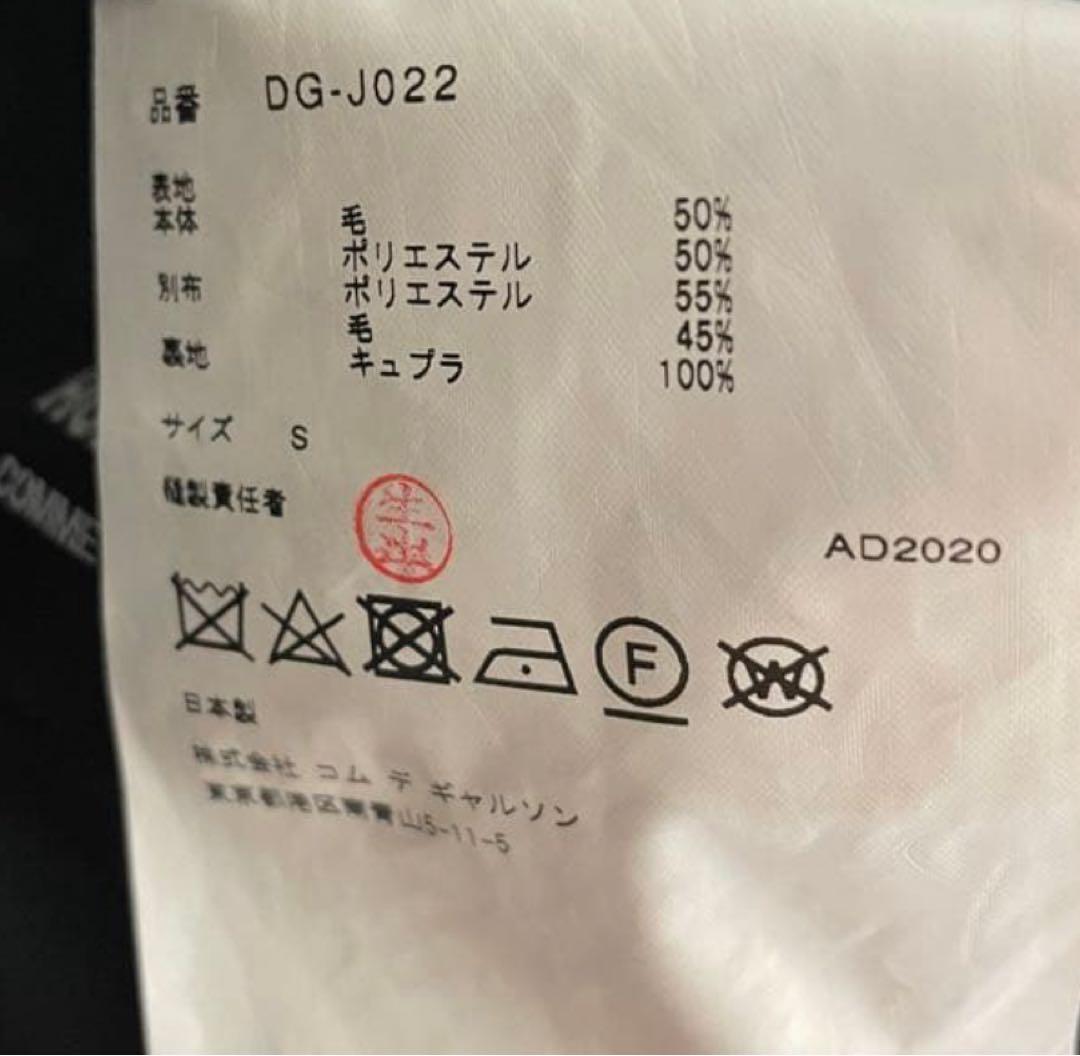 品番 DG-J022
表地
本体 毛 50%
ポリエステル 50%
別布 ポリエステル 55%
毛 45%
裏地 キュプラ 100%
サイズ S
縫製責任者
AD2020
F
W
日本製
株式会社 コム デ ギャルソン
東京都港区南青山5-11-5
COMME